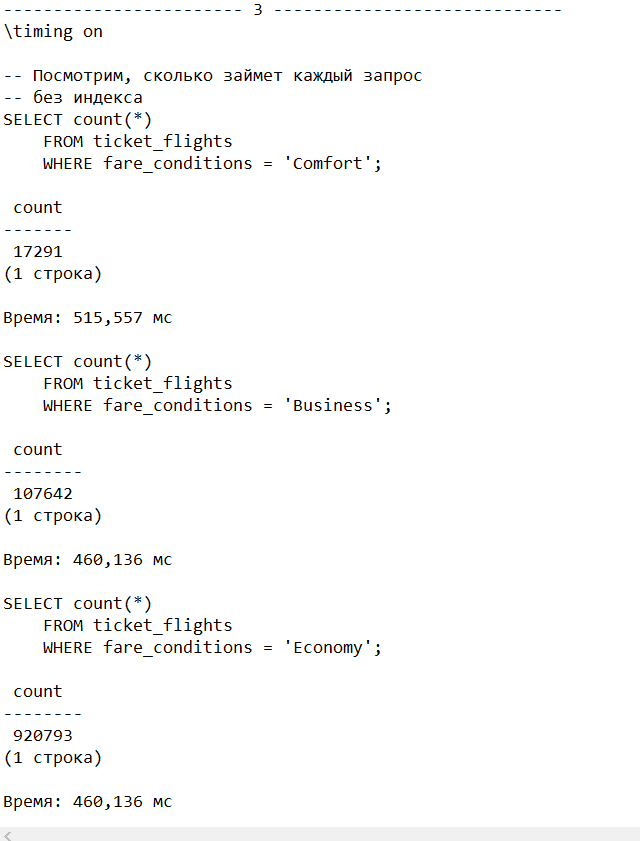 ------------------------ 3 -----------------------------
\timing on
-- Посмотрим, сколько займет каждый запрос
-- без индекса
SELECT count(*)
    FROM ticket_flights
    WHERE fare_conditions = 'Comfort';
 count
-------
 17291
(1 строка)
Время: 515,557 мс
SELECT count(*)
    FROM ticket_flights
    WHERE fare_conditions = 'Business';
 count
--------
 107642
(1 строка)
Время: 460,136 мс
SELECT count(*)
    FROM ticket_flights
    WHERE fare_conditions = 'Economy';
 count
--------
 920793
(1 строка)
Время: 460,136 мс